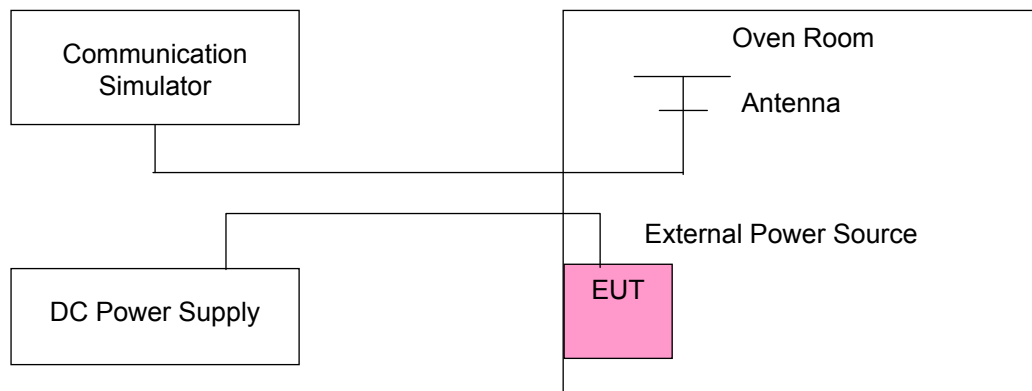 Communication
Simulator
Oven Room
Antenna
External Power Source
EUT
DC Power Supply